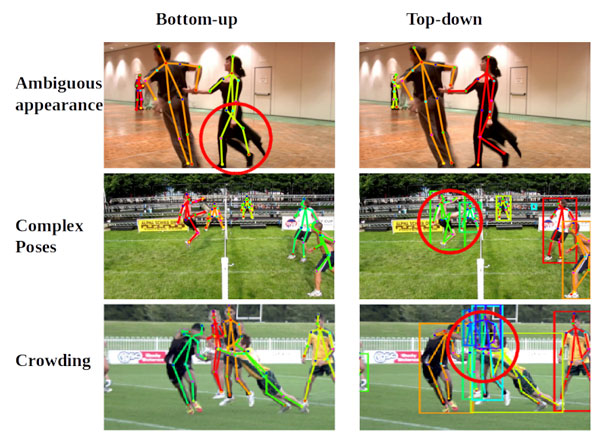 Bottom-up
Top-down
Ambiguous
appearance
Complex
Poses
Crowding